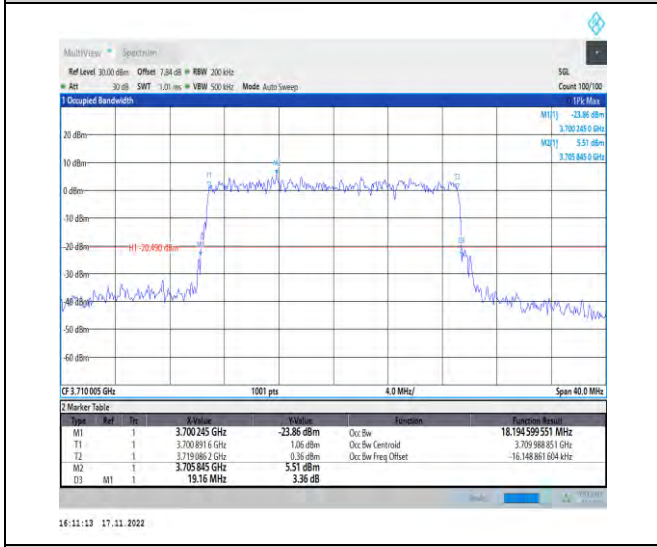 MultiView Spectrum
Ref Level 30.00 dBm Offset 7.84 dB RBW 200 kHz SGL
Att 30 dB SWT 1.01 ms VBW 500 kHz Mode Auto Sweep Count 100/100
1 Occupied Bandwidth 1Pk Max
M1[1] -23.86 dBm
3.700 245 0 GHz
M2[1] 5.51 dBm
3.705 845 0 GHz
20 dBm
10 dBm
T1 M2 T2
0 dBm
-10 dBm
-20 dBm H1 -20.490 dBm
-30 dBm
-40 dBm
-50 dBm
-60 dBm
CF 3.710 005 GHz 1001 pts 4.0 MHz/ Span 40.0 MHz
2 Marker Table
Type Ref Trc X-Value Y-Value Function Function Result
M1 1 3.700 245 GHz -23.86 dBm Occ Bw 18.194 599 551 MHz
T1 1 3.700 891 6 GHz 1.06 dBm Occ Bw Centroid 3.709 988 851 GHz
T2 1 3.719 086 2 GHz 0.36 dBm Occ Bw Freq Offset -16.148 861 604 kHz
M2 1 3.705 845 GHz 5.51 dBm
D3 M1 1 19.16 MHz 3.36 dB
16:11:13 17.11.2022